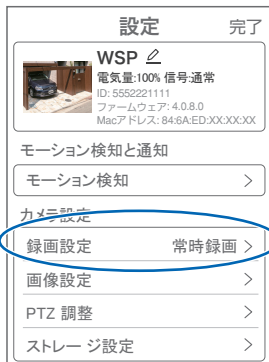 設定 完了
WSP
電気量:100% 信号:通常
ID: 5552221111
ファームウェア: 4.0.8.0
Macアドレス: 84:6A:ED:XX:XX:XX
モーション検知と通知
モーション検知 >
カメラ設定
録画設定 常時録画 >
画像設定 >
PTZ 調整 >
ストレージ設定 >